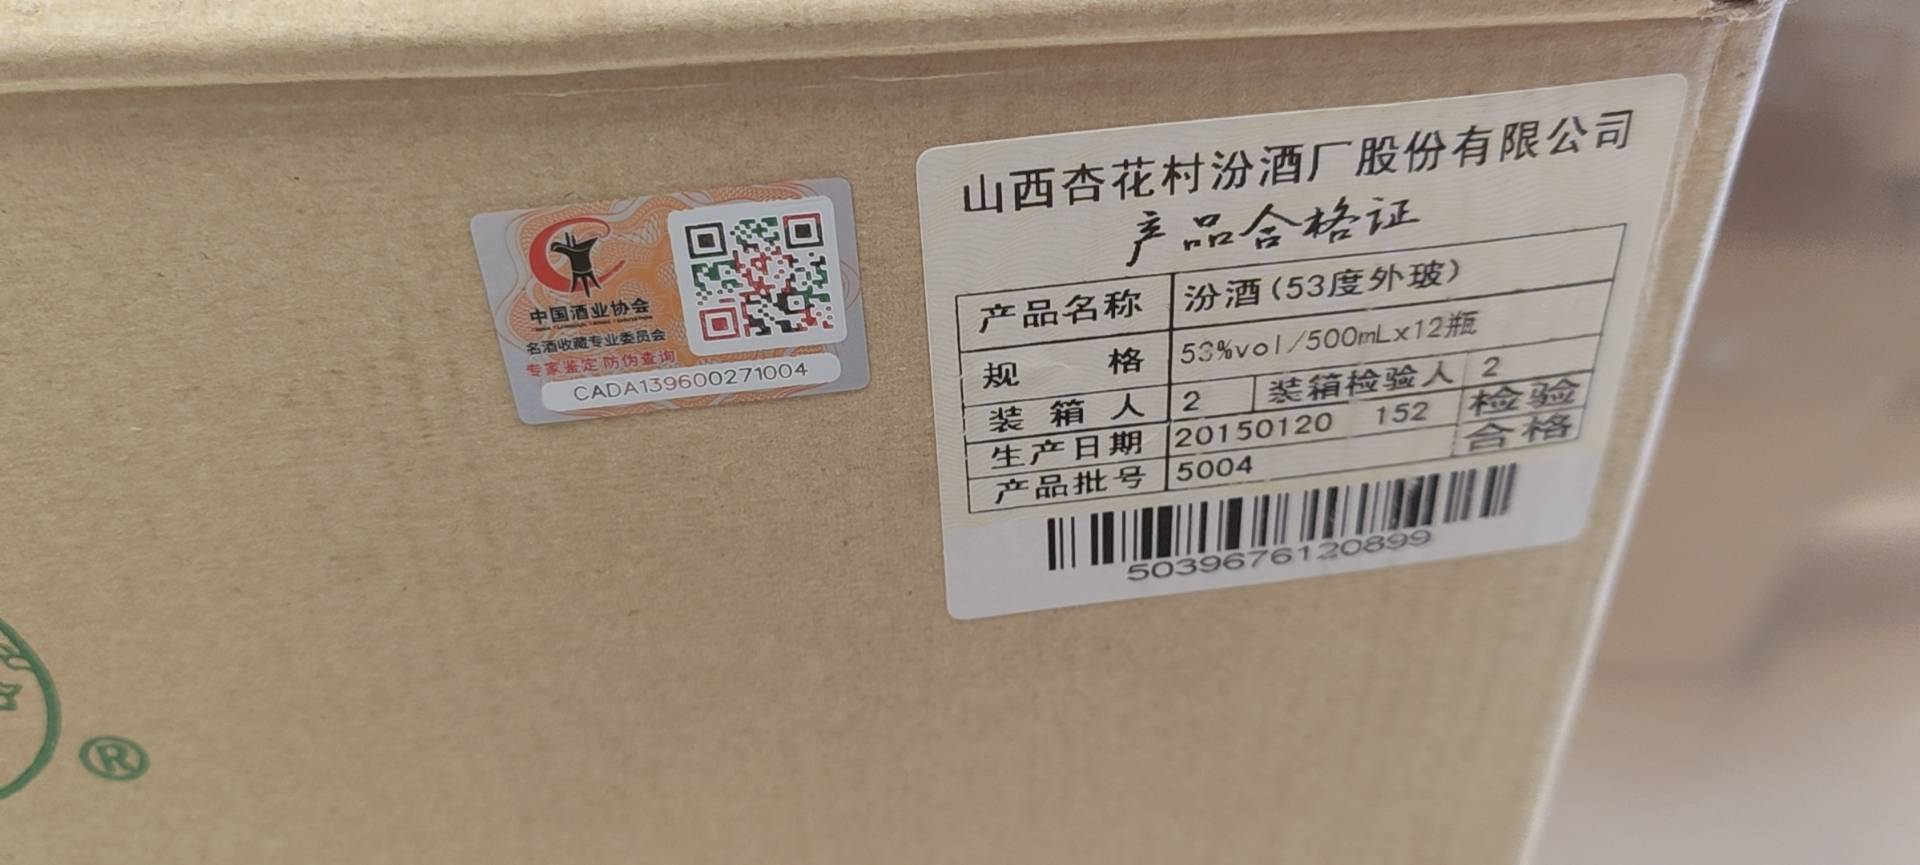 中国酒业协会
名酒收藏专业委员会
专家鉴定 防伪查询
CADA139600271004
山西杏花村汾酒厂股份有限公司
产品合格证
产品名称 汾酒(53度外玻)
规 格 53%vol/500mLx12瓶
装箱人 2 装箱检验人 2
生产日期 20150120 152 检验
产品批号 5004 合格
5039676120899
®